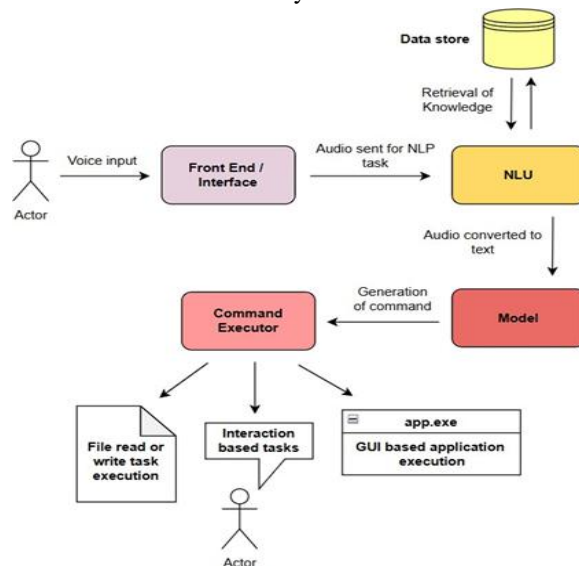 Data store
Retrieval of
Knowledge
Voice input
Front End /
Interface
Audio sent for NLP
task
NLU
Actor
Audio converted to
text
Generation
of command
Command
Executor
Model
File read or
write task
execution
Interaction
based tasks
app.exe
GUI based application
execution
Actor